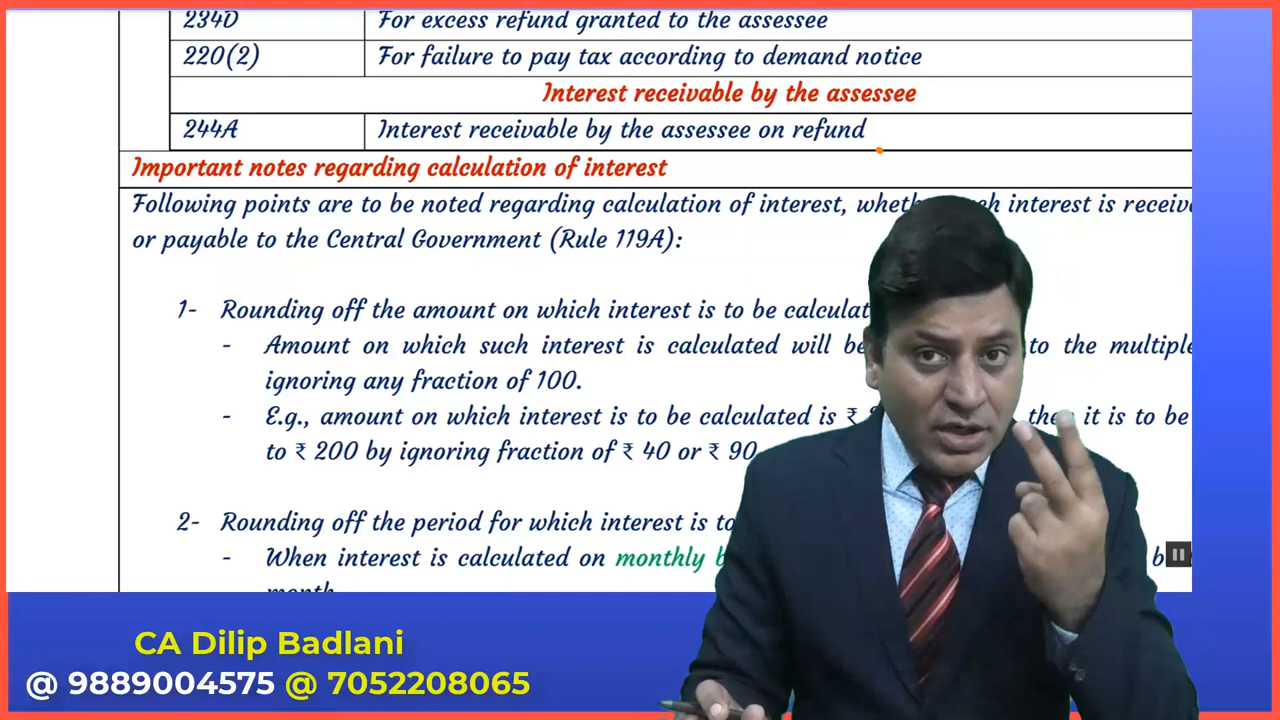 234D For excess refund granted to the assessee
220(2) For failure to pay tax according to demand notice
Interest receivable by the assessee
244A Interest receivable by the assessee on refund
Important notes regarding calculation of interest
Following points are to be noted regarding calculation of interest, interest is
or payable to the Central Government (Rule 119A):
1- Rounding off the amount on which interest is to be
- Amount on which such interest is calculated will be to the multiple
ignoring any fraction of 100.
- E.g., amount on which interest is to be calculated is ₹ it is to be
to ₹ 200 by ignoring fraction of ₹ 40 or ₹ 90
2- Rounding off the period for which interest is to
- When interest is calculated on monthly
month
CA Dilip Badlani
@ 9889004575 @ 7052208065